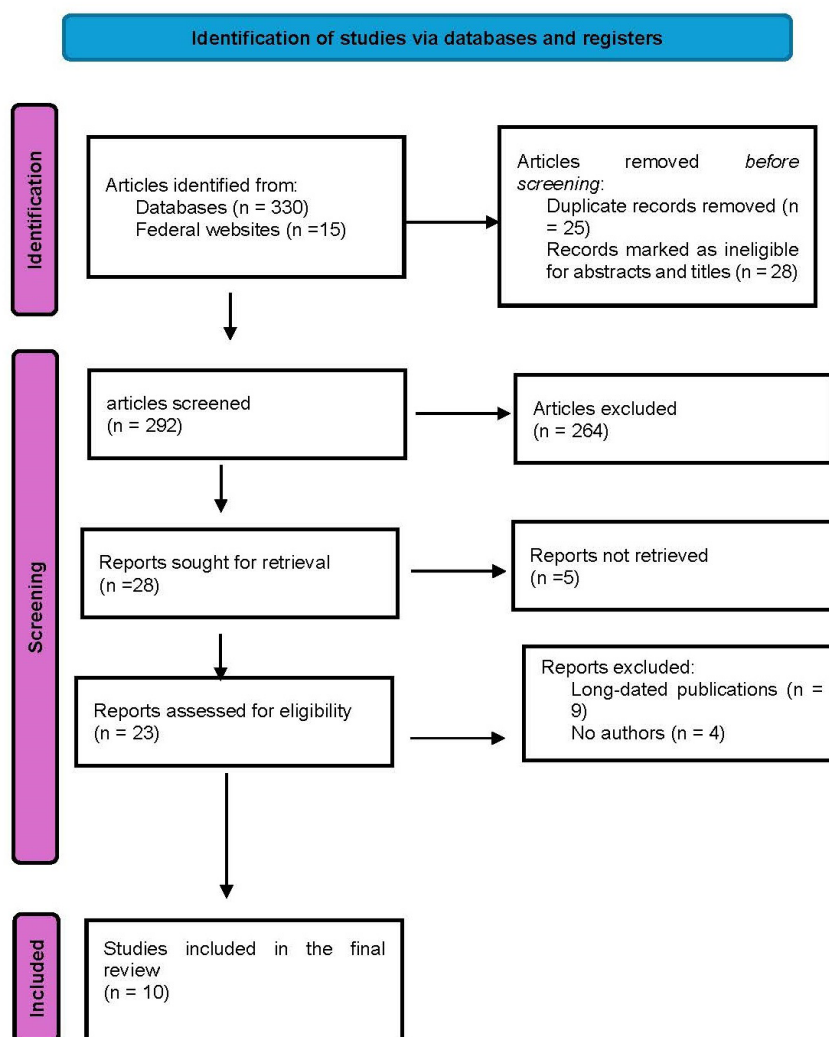 Identification of studies via databases and registers
Identification
Articles identified from:
Databases (n = 330)
Federal websites (n =15)
Articles removed before
screening:
Duplicate records removed (n
= 25)
Records marked as ineligible
for abstracts and titles (n = 28)
Screening
articles screened
(n = 292)
Articles excluded
(n = 264)
Reports sought for retrieval
(n =28)
Reports not retrieved
(n =5)
Reports assessed for eligibility
(n = 23)
Reports excluded:
Long-dated publications (n =
9)
No authors (n = 4)
Included
Studies included in the final
review
(n = 10)